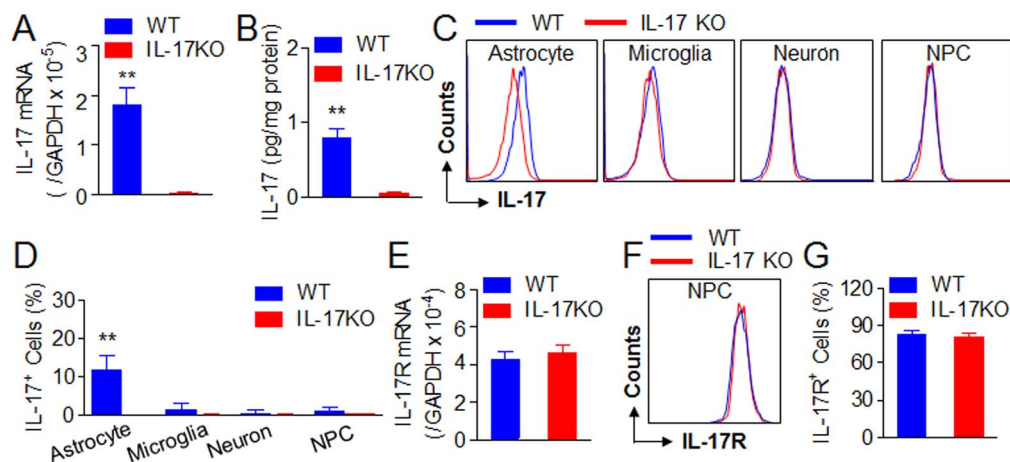 A
WT
IL-17KO
IL-17 mRNA
( /GAPDH x 10-5)
3
2
1
0
**
B
WT
IL-17KO
IL-17 (pg/mg protein)
2
1
0
**
C
WT
IL-17 KO
Astrocyte
Microglia
Neuron
NPC
Counts
IL-17
D
WT
IL-17KO
IL-17+ Cells (%)
30
20
10
0
**
Astrocyte
Microglia
Neuron
NPC
E
WT
IL-17KO
IL-17R mRNA
(/GAPDH x 10-4)
8
6
4
2
0
F
WT
IL-17 KO
NPC
Counts
IL-17R
G
WT
IL-17KO
IL-17R+ Cells (%)
120
90
60
30
0